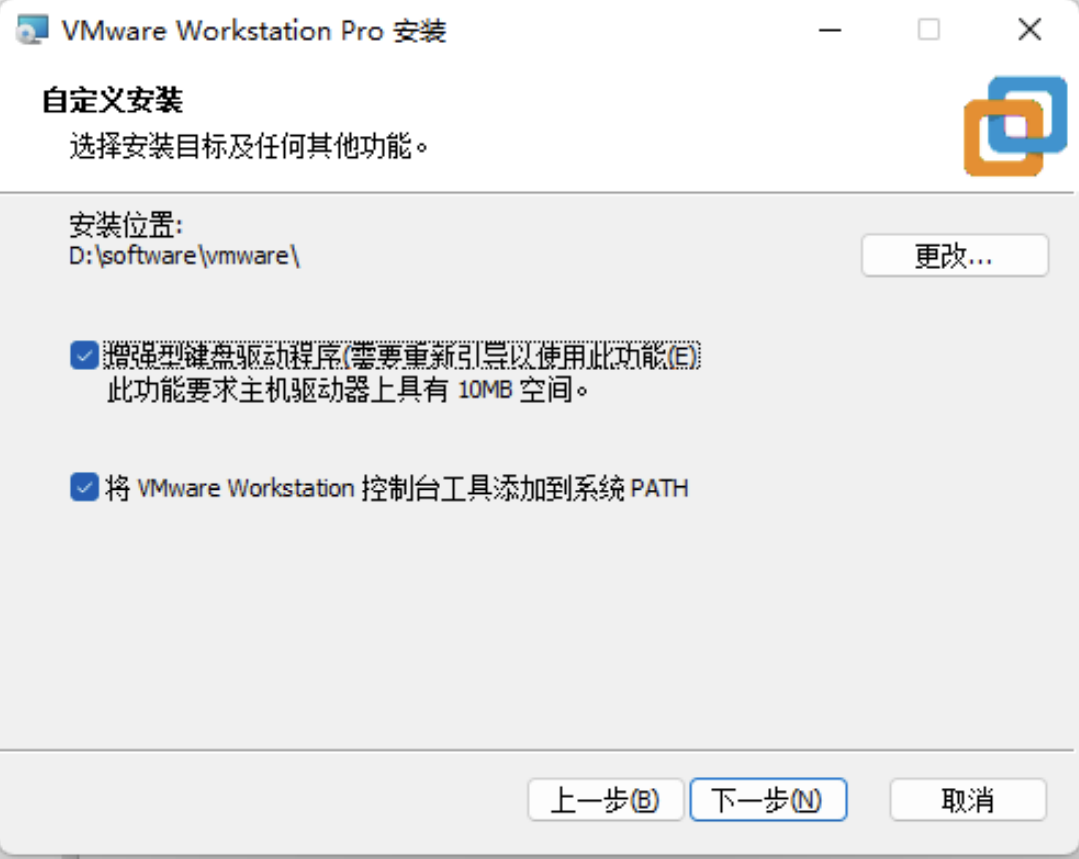 VMware Workstation Pro 安装
自定义安装
选择安装目标及任何其他功能。
安装位置:
D:\software\vmware\
更改...
增强型键盘驱动程序(需要重新引导以使用此功能(E)
此功能要求主机驱动器上具有 10MB 空间。
将 VMware Workstation 控制台工具添加到系统 PATH
上一步(B)
下一步(N)
取消